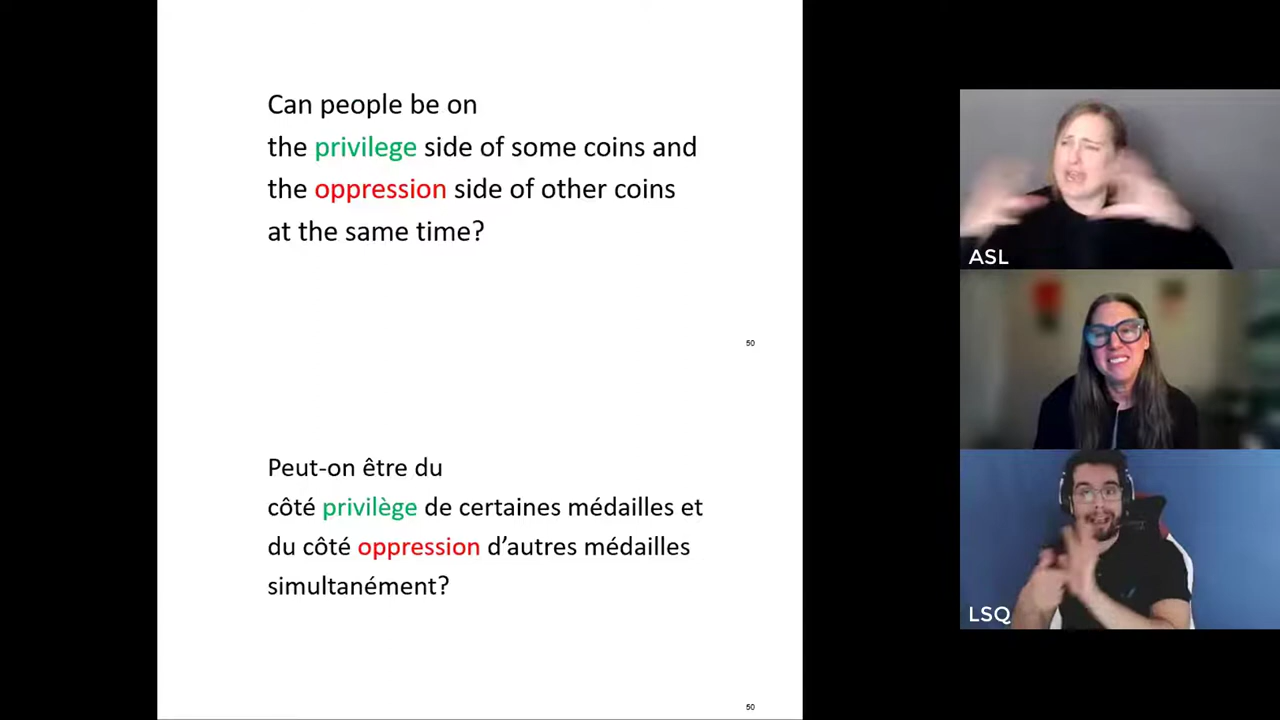 Can people be on
the privilege side of some coins and
the oppression side of other coins
at the same time?
50
Peut-on être du
côté privilège de certaines médailles et
du côté oppression d’autres médailles
simultanément?
50
ASL
LSQ